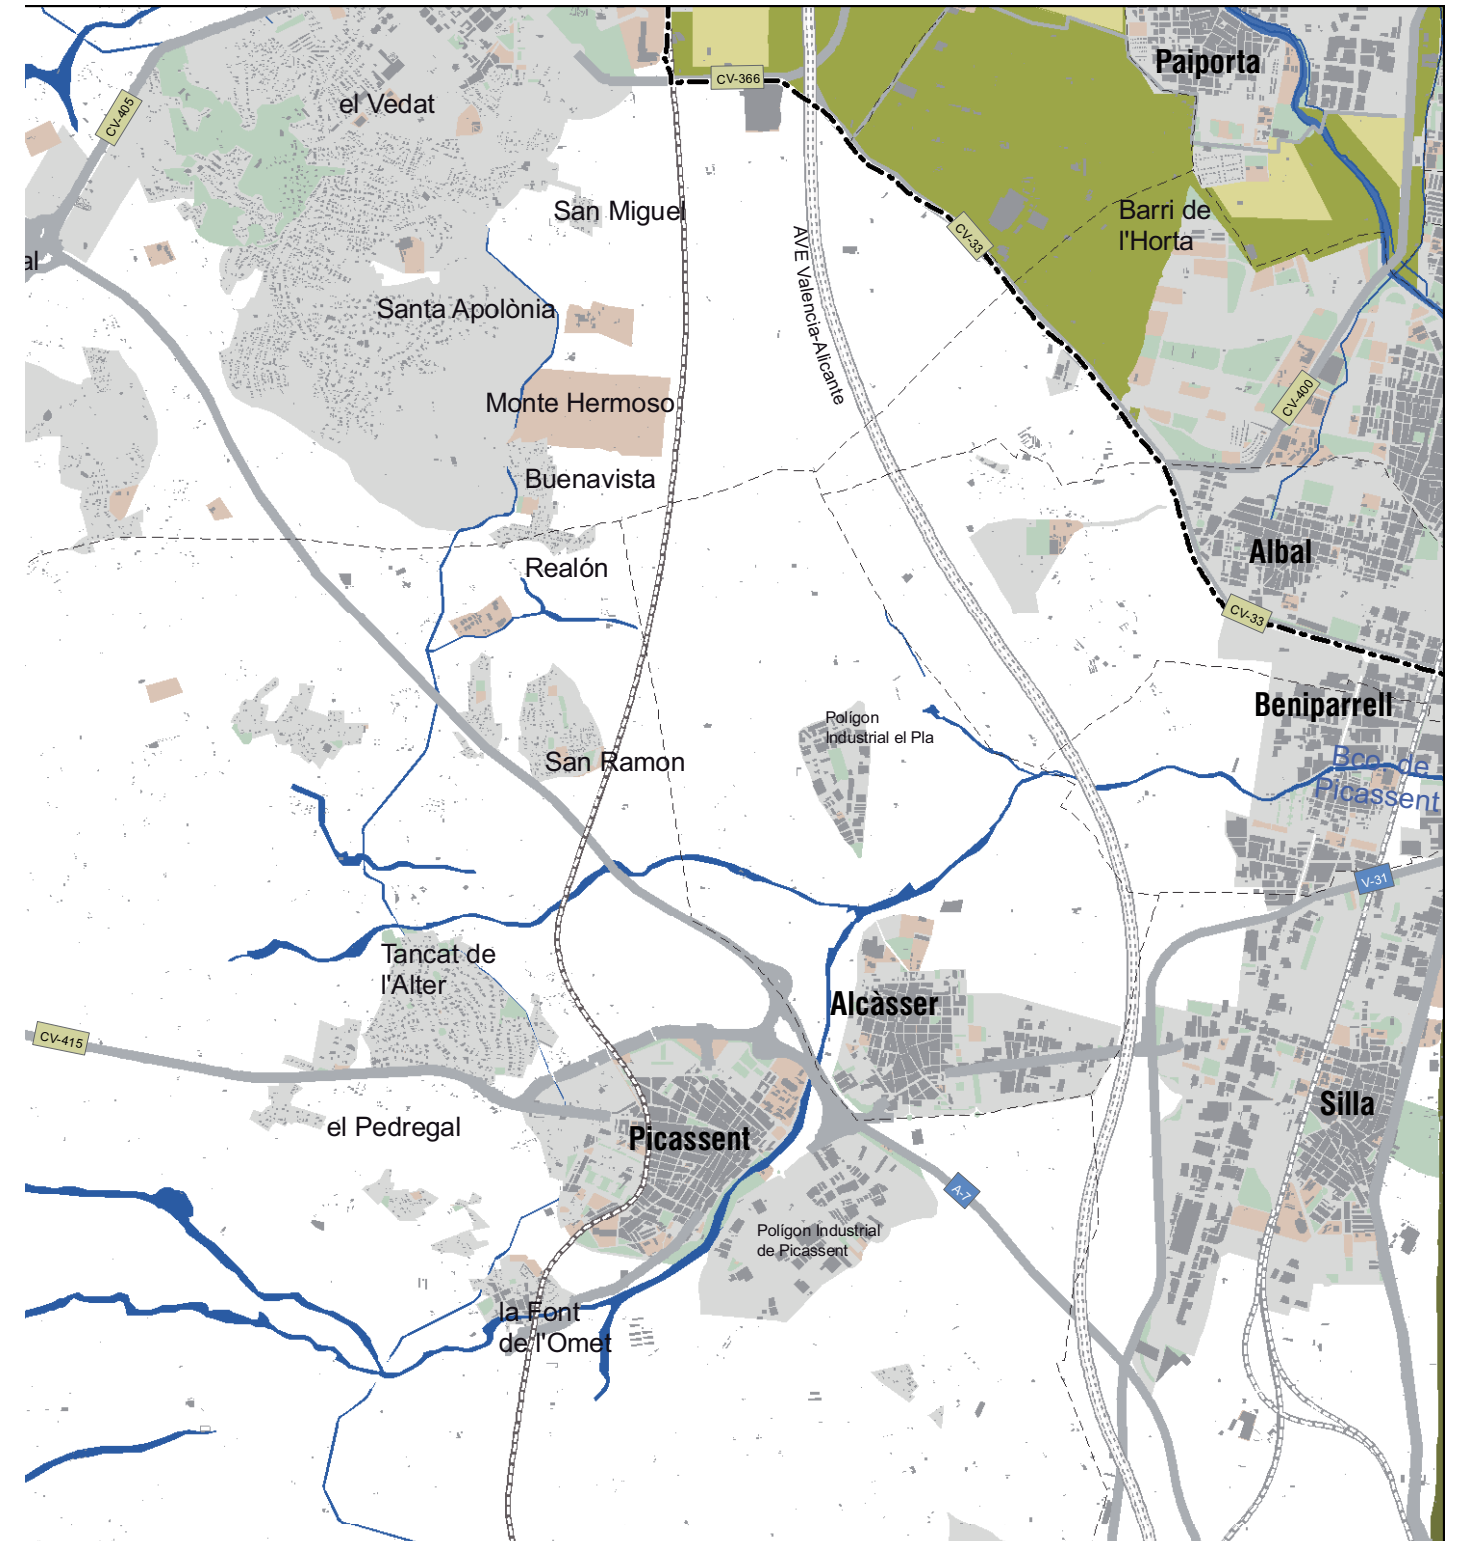 Paiporta
CV-366
el Vedat
CV-405
San Miguel
Barri de
l'Horta
CV-33
al
AVE Valencia-Alicante
Santa Apolònia
Monte Hermoso
CV-400
Buenavista
Albal
Realón
CV-33
Beniparrell
Polígon
Industrial el Pla
San Ramon
Bco. de
Picassent
V-31
Tancat de
l'Alter
Alcàsser
CV-415
Silla
el Pedregal
Picassent
A-7
Polígon Industrial
de Picassent
la Font
de l'Omet